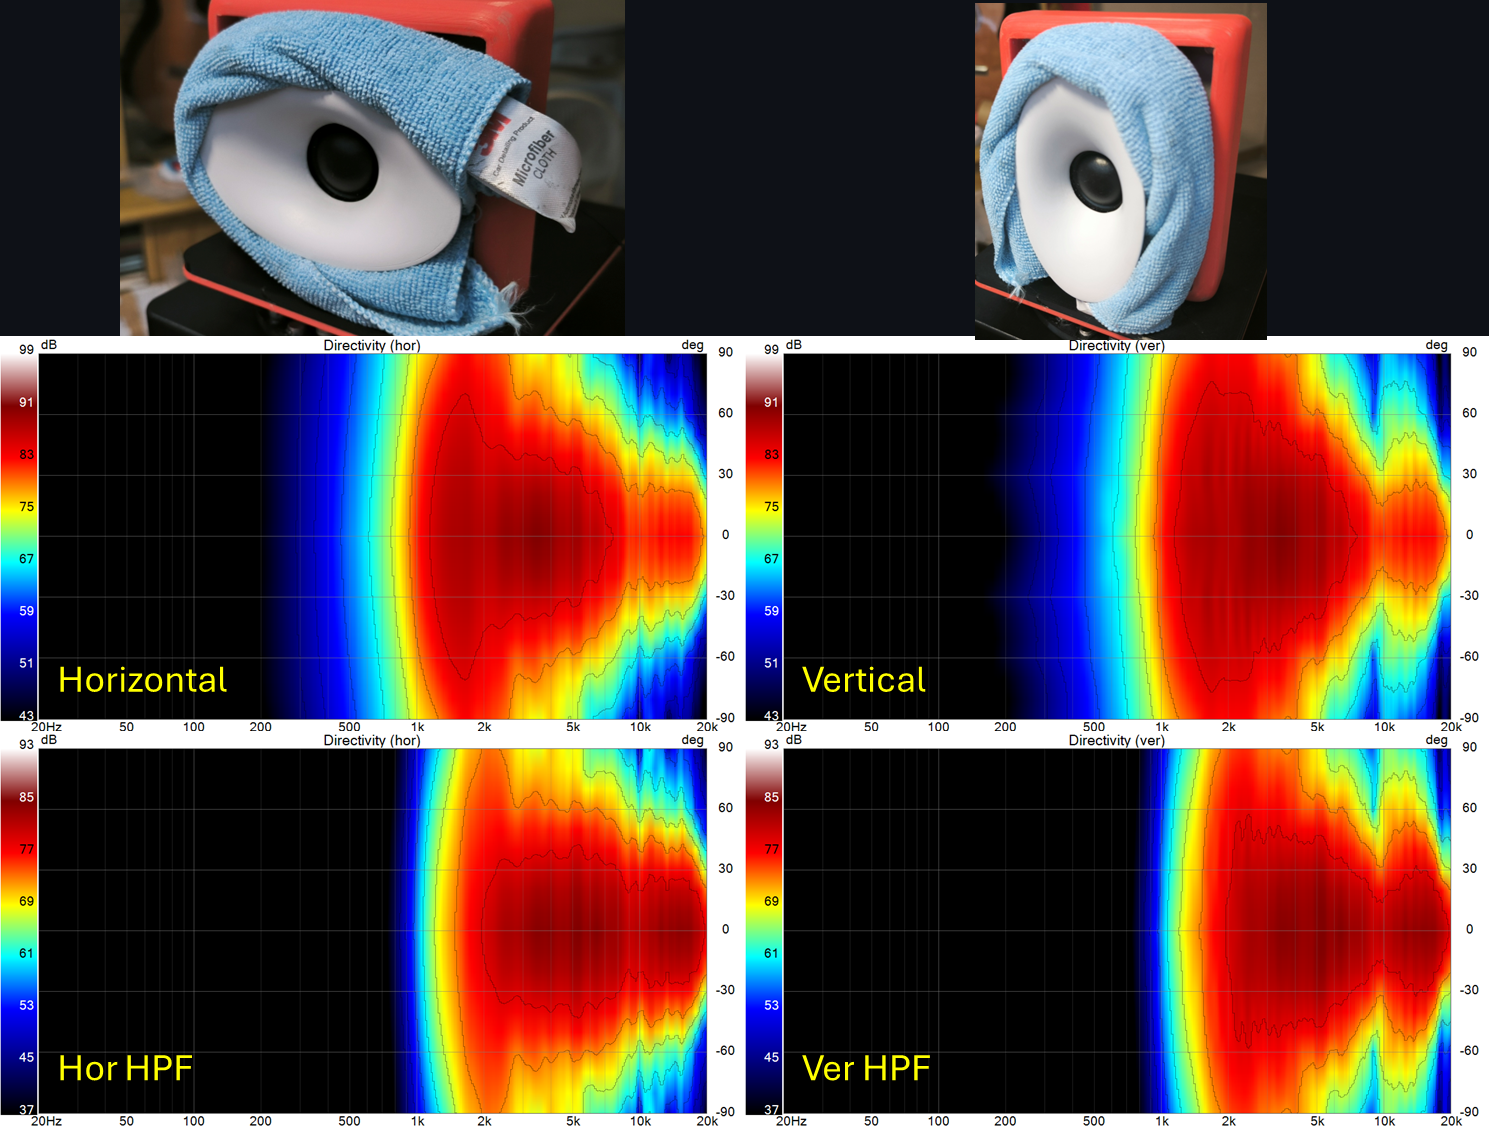 3M
Car Detailing Product
Microfiber
CLOTH
99 dB Directivity (hor) deg 90
91 60
83 30
75
67 0
59 -30
51 -60
43 -90
Horizontal
20Hz 50 100 200 500 1k 2k 5k 10k 20k
99 dB Directivity (ver) deg 90
91 60
83 30
75
67 0
59 -30
51 -60
43 -90
Vertical
20Hz 50 100 200 500 1k 2k 5k 10k 20k
93 dB Directivity (hor) deg 90
85 60
77 30
69
61 0
53 -30
45 -60
37 -90
Hor HPF
20Hz 50 100 200 500 1k 2k 5k 10k 20k
93 dB Directivity (ver) deg 90
85 60
77 30
69
61 0
53 -30
45 -60
37 -90
Ver HPF
20Hz 50 100 200 500 1k 2k 5k 10k 20k